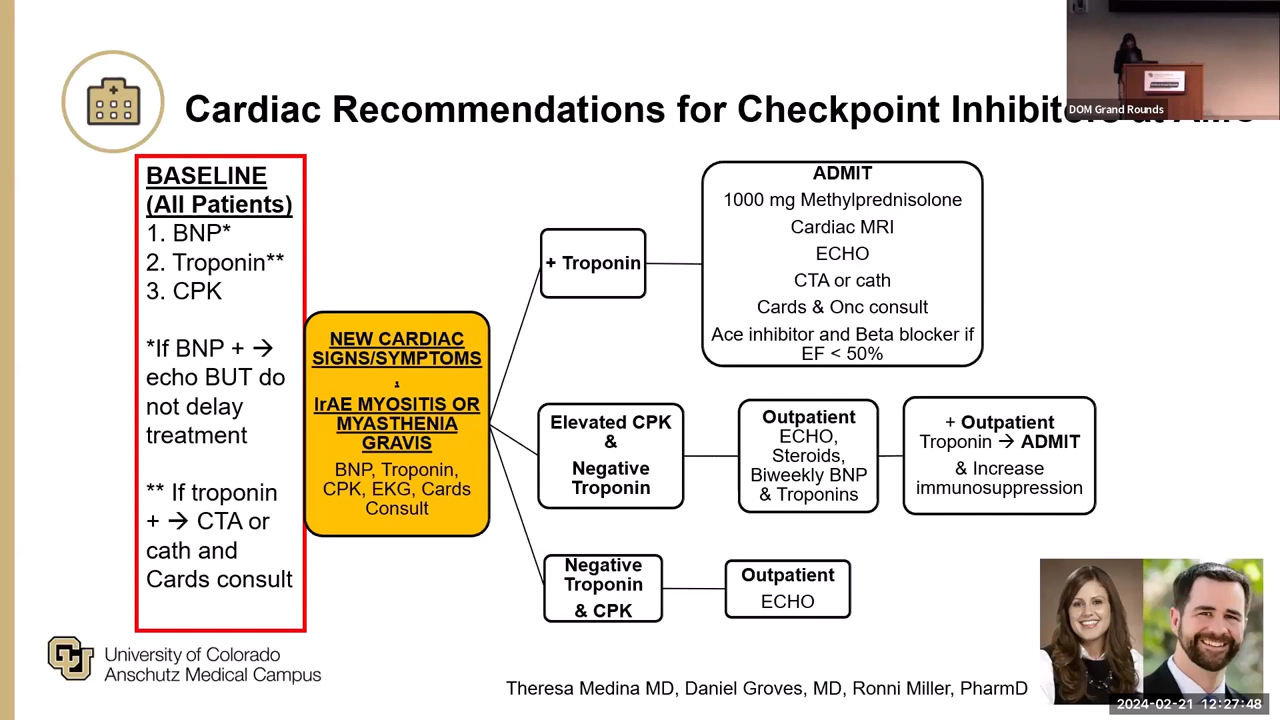 DOM Grand Rounds
Cardiac Recommendations for Checkpoint Inhibitors at
BASELINE
(All Patients)
1. BNP*
2. Troponin**
3. CPK
*If BNP + →
echo BUT do
not delay
treatment
** If troponin
+ → CTA or
cath and
Cards consult
NEW CARDIAC
SIGNS/SYMPTOMS
,
IrAE MYOSITIS OR
MYASTHENIA
GRAVIS
BNP, Troponin,
CPK, EKG, Cards
Consult
+ Troponin
ADMIT
1000 mg Methylprednisolone
Cardiac MRI
ECHO
CTA or cath
Cards & Onc consult
Ace inhibitor and Beta blocker if
EF < 50%
Elevated CPK
&
Negative
Troponin
Outpatient
ECHO,
Steroids,
Biweekly BNP
& Troponins
+ Outpatient
Troponin → ADMIT
& Increase
immunosuppression
Negative
Troponin
& CPK
Outpatient
ECHO
University of Colorado
Anschutz Medical Campus
Theresa Medina MD, Daniel Groves, MD, Ronni Miller, PharmD
2024-02-21 12:27:48